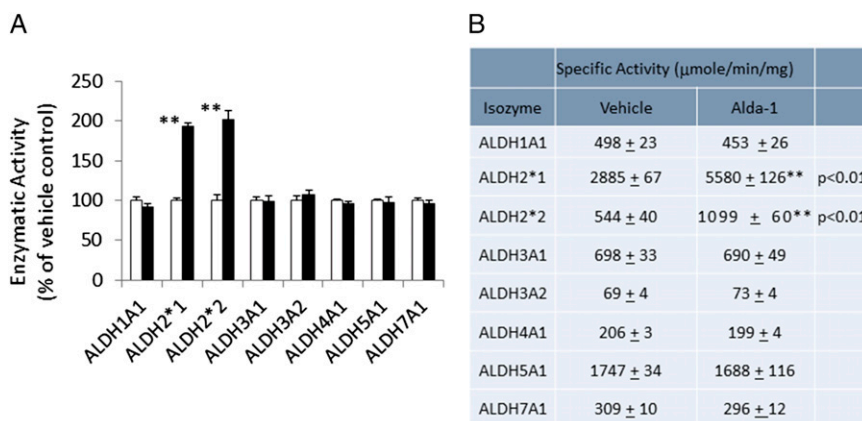 A
Enzymatic Activity
(% of vehicle control)
250
200
150
100
50
0
**
**
ALDH1A1
ALDH2*1
ALDH2*2
ALDH3A1
ALDH3A2
ALDH4A1
ALDH5A1
ALDH7A1
B
Specific Activity (µmole/min/mg)
Isozyme Vehicle Alda-1
ALDH1A1 498 ± 23 453 ± 26
ALDH2*1 2885 ± 67 5580 ± 126** p<0.01
ALDH2*2 544 ± 40 1099 ± 60** p<0.01
ALDH3A1 698 ± 33 690 ± 49
ALDH3A2 69 ± 4 73 ± 4
ALDH4A1 206 ± 3 199 ± 4
ALDH5A1 1747 ± 34 1688 ± 116
ALDH7A1 309 ± 10 296 ± 12